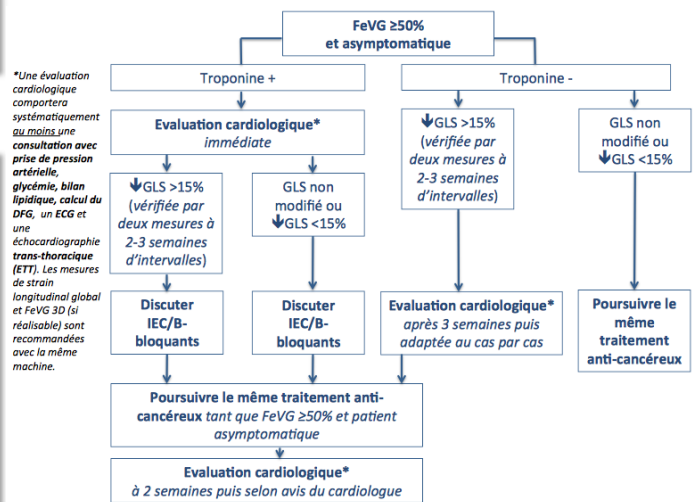 FeVG ≥50%
et asymptomatique
Troponine +
Troponine -
*Une évaluation
cardiologique
comportera
systématiquement
au moins une
consultation avec
prise de pression
artérielle,
glycémie, bilan
lipidique, calcul du
DFG, un ECG et
une
échocardiographie
trans-thoracique
(ETT). Les mesures
de strain
longitudinal global
et FeVG 3D (si
réalisable) sont
recommandées
avec la même
machine.
Evaluation cardiologique*
immédiate
🡻GLS >15%
(vérifiée par
deux mesures à
2-3 semaines
d’intervalles)
GLS non
modifié ou
🡻GLS <15%
🡻GLS >15%
(vérifiée par
deux mesures à
2-3 semaines
d’intervalles)
GLS non
modifié ou
🡻GLS <15%
Discuter
IEC/B-
bloquants
Discuter
IEC/B-
bloquants
Evaluation cardiologique*
après 3 semaines puis
adaptée au cas par cas
Poursuivre le
même
traitement
anti-cancéreux
Poursuivre le même traitement anti-
cancéreux tant que FeVG ≥50% et patient
asymptomatique
Evaluation cardiologique*
à 2 semaines puis selon avis du cardiologue